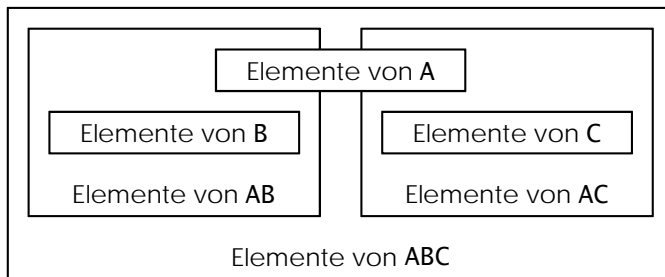 Elemente von A
Elemente von B
Elemente von C
Elemente von AB
Elemente von AC
Elemente von ABC